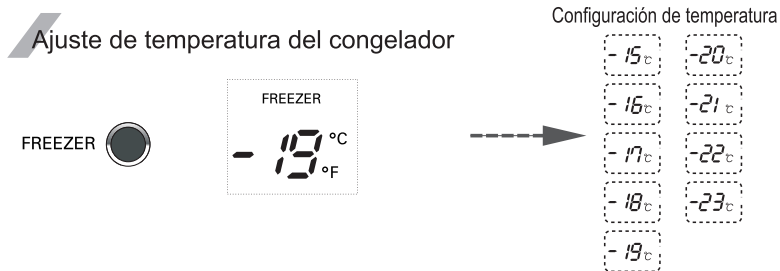 Configuración de temperatura
Ajuste de temperatura del congelador
FREEZER
FREEZER
-19 °C
°F
-15 °C
-16 °C
-17 °C
-18 °C
-19 °C
-20 °C
-21 °C
-22 °C
-23 °C